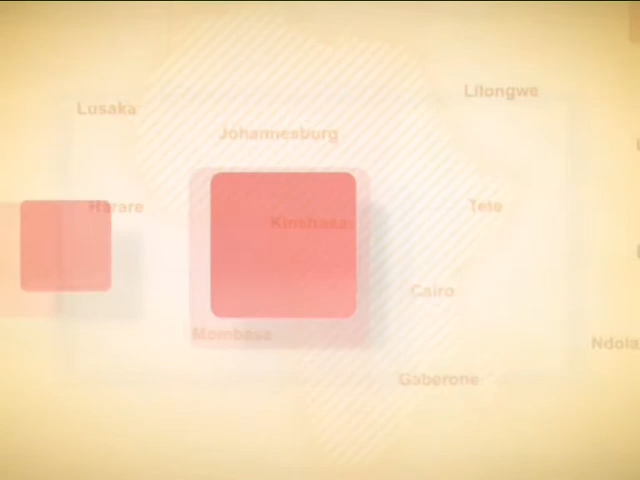 Lilongwe
Lusaka
Johannesburg
Harare
Tete
Kinshasa
Cairo
Mombasa
Ndola
Gaberone